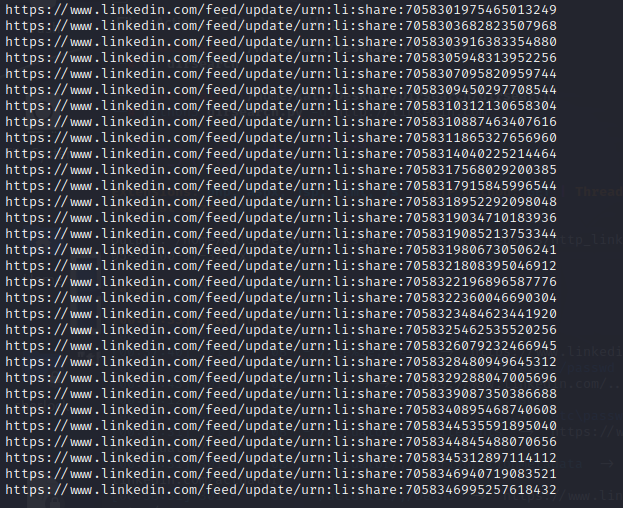 https://www.linkedin.com/feed/update/urn:li:share:7058301975465013249
https://www.linkedin.com/feed/update/urn:li:share:7058303682823507968
https://www.linkedin.com/feed/update/urn:li:share:7058303916383354880
https://www.linkedin.com/feed/update/urn:li:share:7058305948313952256
https://www.linkedin.com/feed/update/urn:li:share:7058307095820959744
https://www.linkedin.com/feed/update/urn:li:share:7058309450297708544
https://www.linkedin.com/feed/update/urn:li:share:7058310312130658304
https://www.linkedin.com/feed/update/urn:li:share:7058310887463407616
https://www.linkedin.com/feed/update/urn:li:share:7058311865327656960
https://www.linkedin.com/feed/update/urn:li:share:7058314040225214464
https://www.linkedin.com/feed/update/urn:li:share:7058317568029200385
https://www.linkedin.com/feed/update/urn:li:share:7058317915845996544
https://www.linkedin.com/feed/update/urn:li:share:7058318952292098048
https://www.linkedin.com/feed/update/urn:li:share:7058319034710183936
https://www.linkedin.com/feed/update/urn:li:share:7058319085213753344
https://www.linkedin.com/feed/update/urn:li:share:7058319806730506241
https://www.linkedin.com/feed/update/urn:li:share:7058321808395046912
https://www.linkedin.com/feed/update/urn:li:share:7058322196896587776
https://www.linkedin.com/feed/update/urn:li:share:7058322360046690304
https://www.linkedin.com/feed/update/urn:li:share:7058323484623441920
https://www.linkedin.com/feed/update/urn:li:share:7058325462535520256
https://www.linkedin.com/feed/update/urn:li:share:7058326079232466945
https://www.linkedin.com/feed/update/urn:li:share:7058328480949645312
https://www.linkedin.com/feed/update/urn:li:share:7058329288047005696
https://www.linkedin.com/feed/update/urn:li:share:7058339087350386688
https://www.linkedin.com/feed/update/urn:li:share:7058340895468740608
https://www.linkedin.com/feed/update/urn:li:share:7058344535591895040
https://www.linkedin.com/feed/update/urn:li:share:7058344845488070656
https://www.linkedin.com/feed/update/urn:li:share:7058345312897114112
https://www.linkedin.com/feed/update/urn:li:share:7058346940719083521
https://www.linkedin.com/feed/update/urn:li:share:7058346995257618432